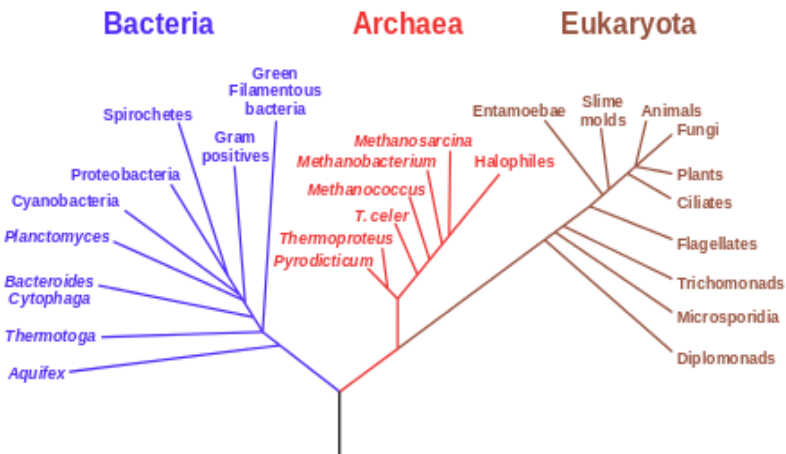 Bacteria
Archaea
Eukaryota
Green
Filamentous
bacteria
Spirochetes
Gram
positives
Proteobacteria
Cyanobacteria
Planctomyces
Bacteroides
Cytophaga
Thermotoga
Aquifex
Methanosarcina
Methanobacterium
Halophiles
Methanococcus
T. celer
Thermoproteus
Pyrodicticum
Entamoebae
Slime
molds
Animals
Fungi
Plants
Ciliates
Flagellates
Trichomonads
Microsporidia
Diplomonads